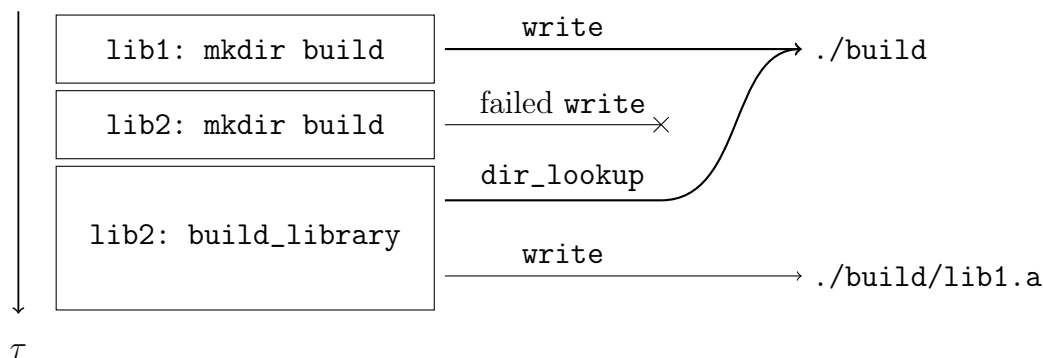 lib1: mkdir build
write
./build
lib2: mkdir build
failed write
lib2: build_library
dir_lookup
write
./build/lib1.a
τ